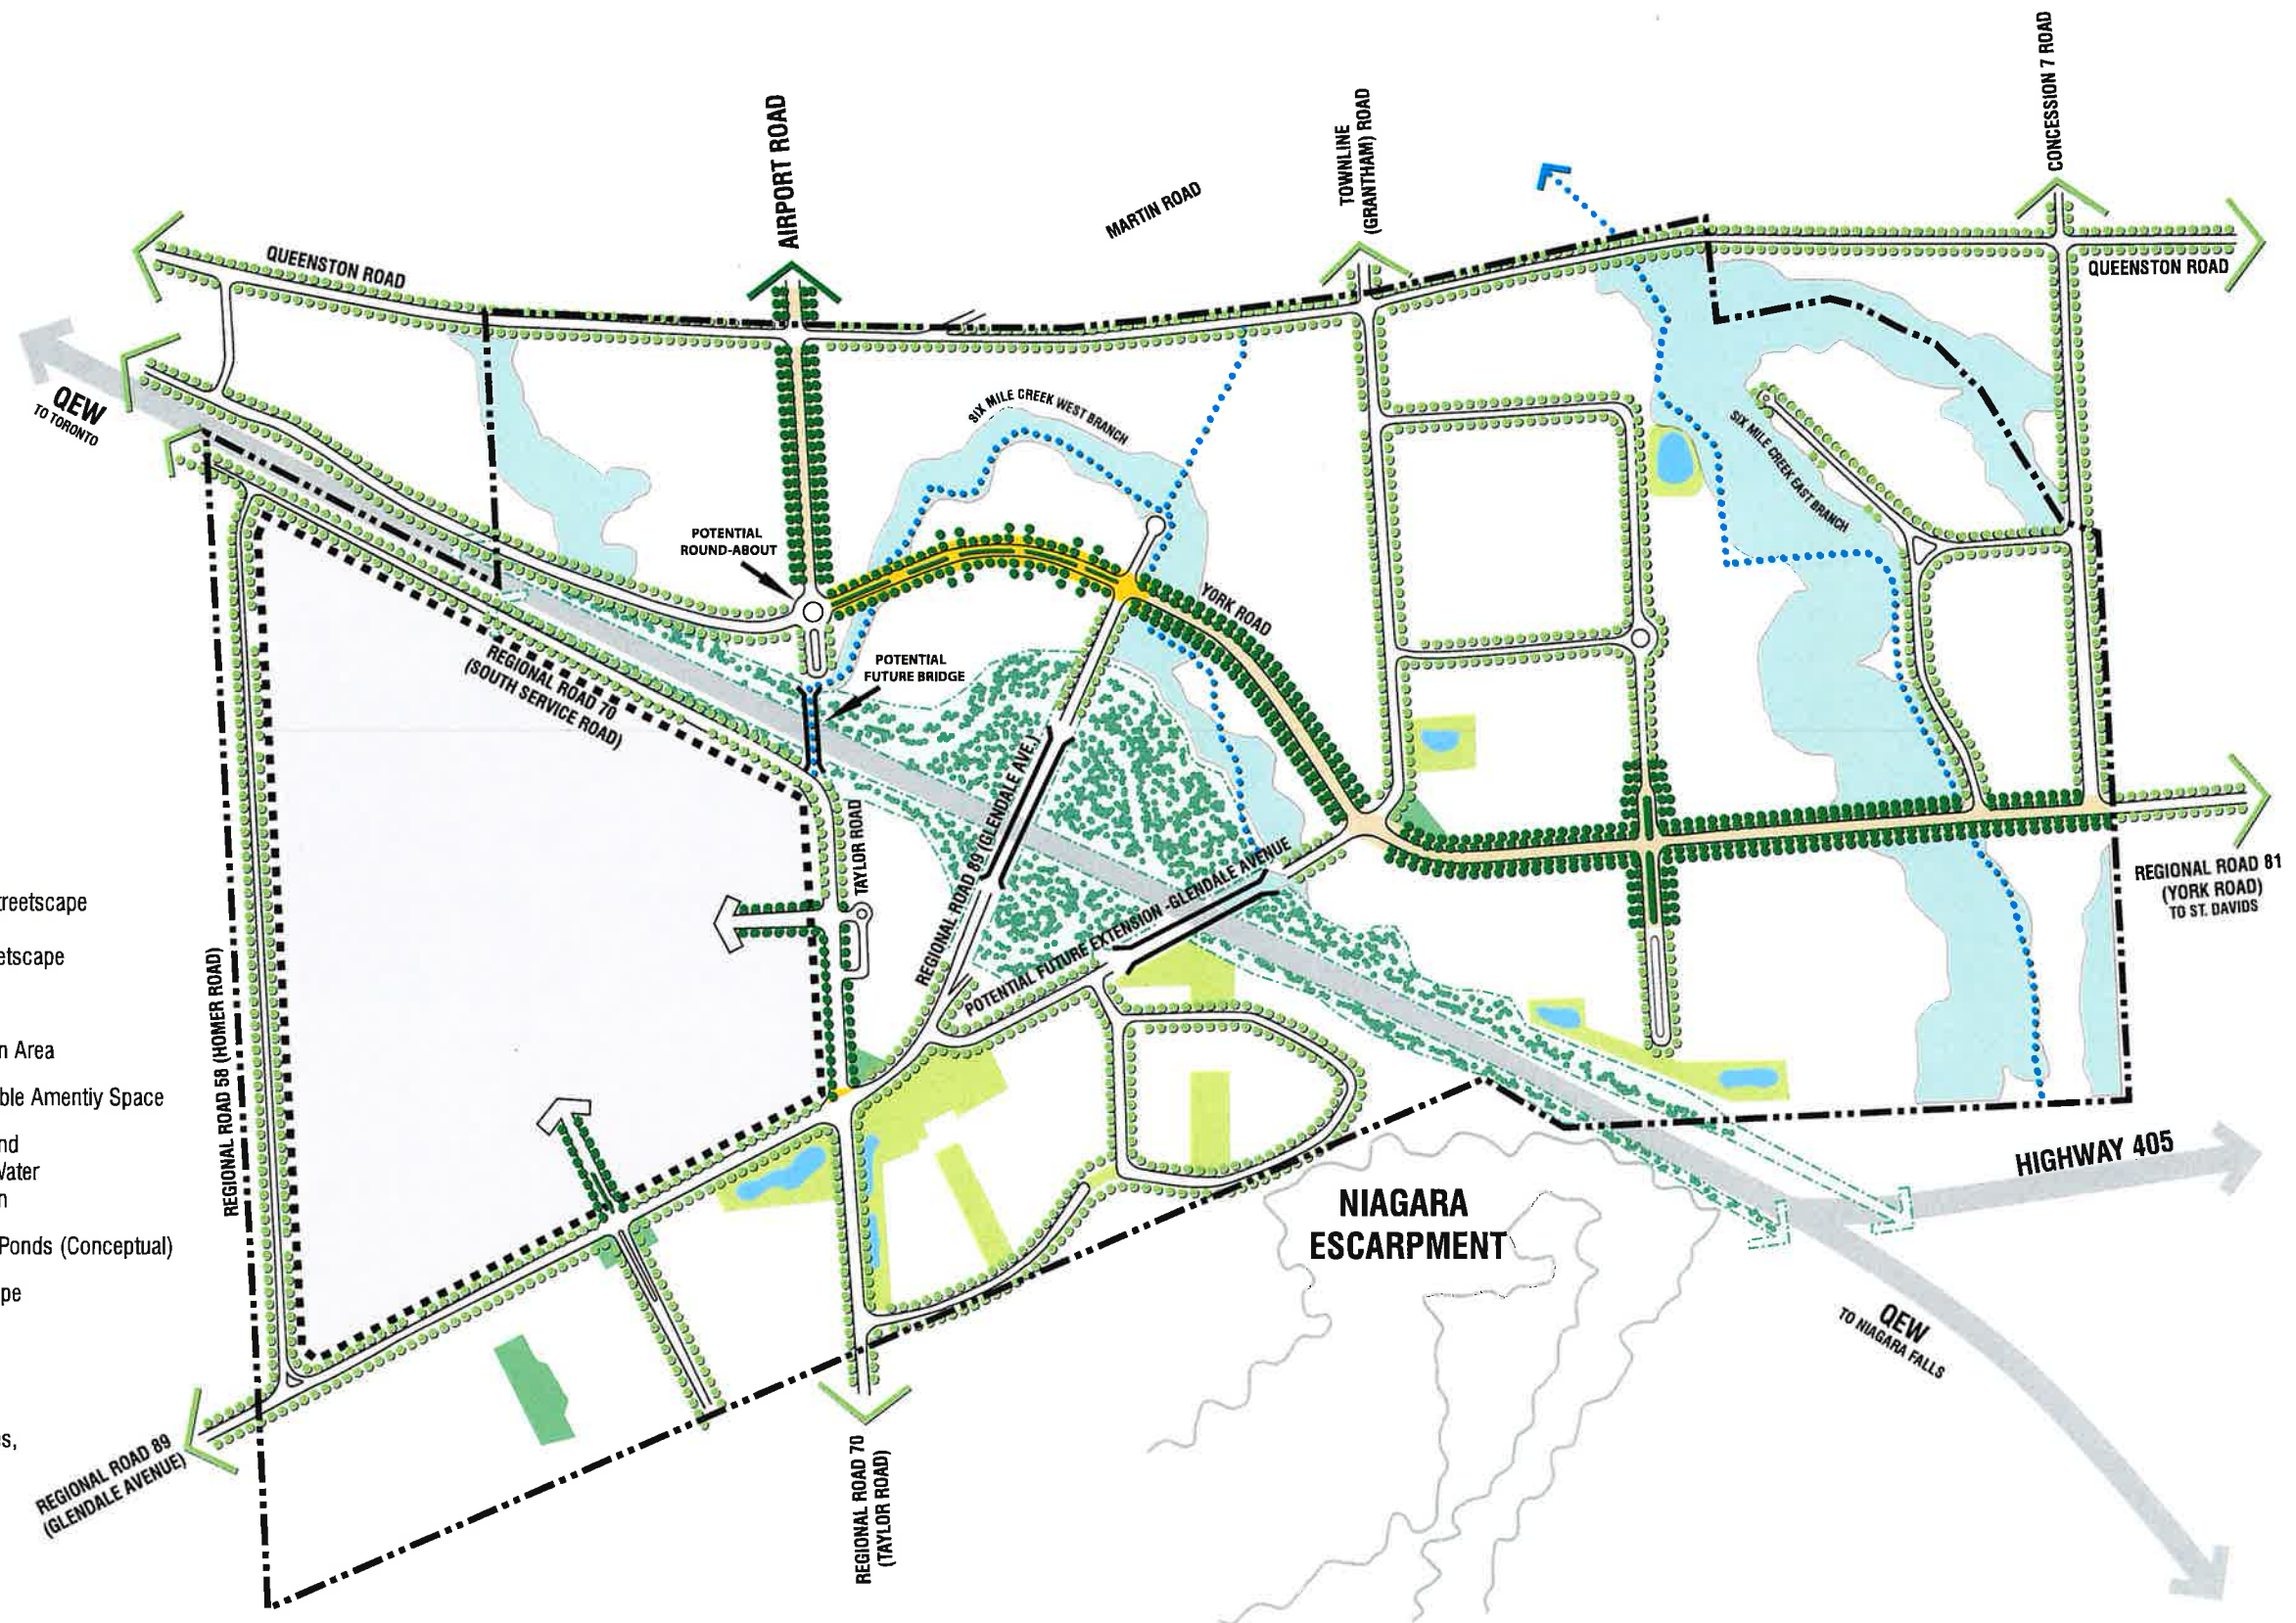 CONCESSION 7 ROAD
AIRPORT ROAD
TOWNLINE
(GRANTHAM) ROAD
MARTIN ROAD
QUEENSTON ROAD
QUEENSTON ROAD
QEW
TO TORONTO
SIX MILE CREEK WEST BRANCH
SIX MILE CREEK EAST BRANCH
POTENTIAL
ROUND-ABOUT
YORK ROAD
POTENTIAL
FUTURE BRIDGE
REGIONAL ROAD 70
(SOUTH SERVICE ROAD)
TAYLOR ROAD
REGIONAL ROAD 89 (GLENDALE AVE.)
POTENTIAL FUTURE EXTENSION -GLENDALE AVENUE
REGIONAL ROAD 81
(YORK ROAD)
TO ST. DAVIDS
REGIONAL ROAD 58 (HOMER ROAD)
treetscape
etscape
n Area
ble Amentiy Space
nd
Water
n
Ponds (Conceptual)
pe
s,
HIGHWAY 405
NIAGARA
ESCARPMENT
QEW
TO NIAGARA FALLS
REGIONAL ROAD 89
(GLENDALE AVENUE)
REGIONAL ROAD 70
(TAYLOR ROAD)